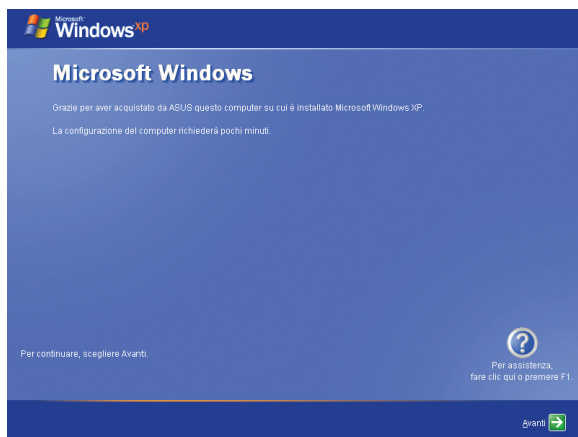 Microsoft
Windows xp
Microsoft Windows
Grazie per aver acquistato da ASUS questo computer su cui è installato Microsoft Windows XP.
La configurazione del computer richiederà pochi minuti.
Per continuare, scegliere Avanti.
Per assistenza,
fare clic qui o premere F1.
Avanti